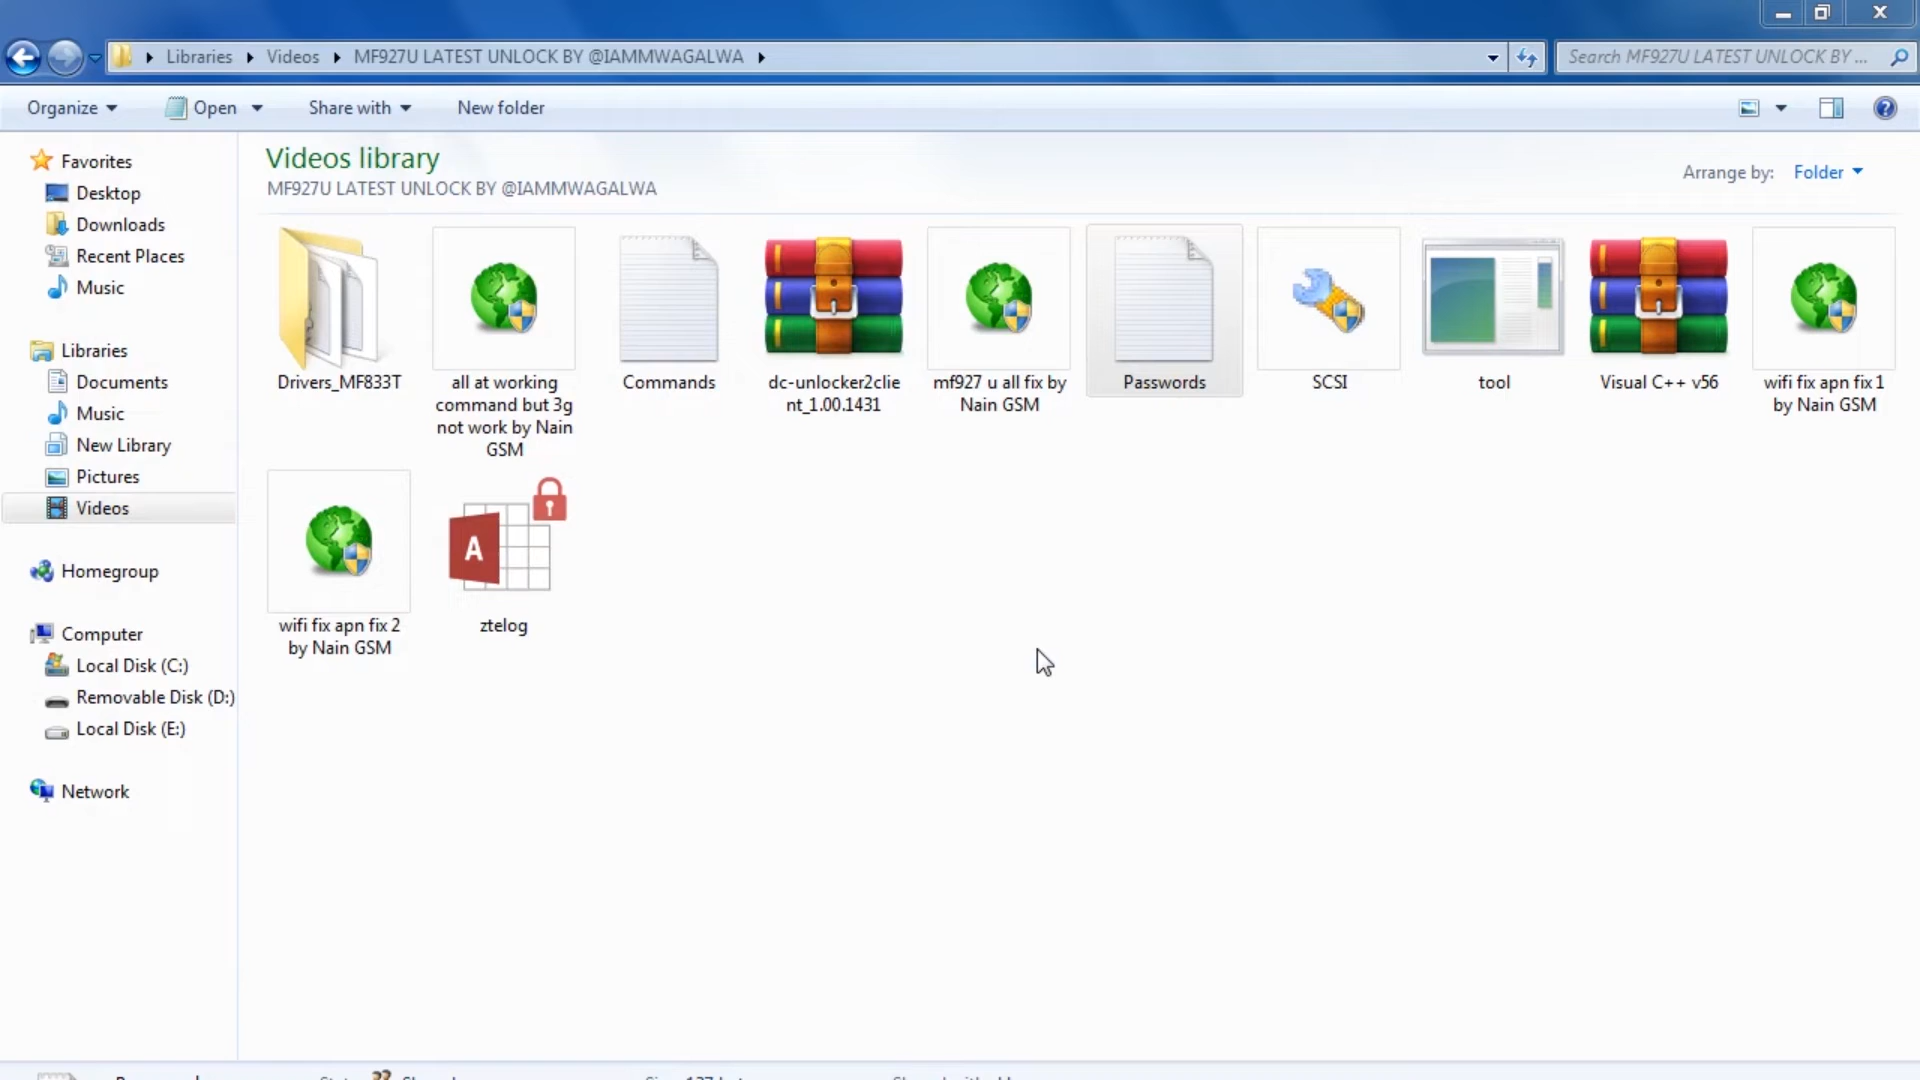 Libraries
Videos
MF927U LATEST UNLOCK BY @IAMMWAGALWA
Search MF927U LATEST UNLOCK BY ...
Organize
Open
Share with
New folder
Favorites
Desktop
Downloads
Recent Places
Music
Libraries
Documents
Music
New Library
Pictures
Videos
Homegroup
Computer
Local Disk (C:)
Removable Disk (D:)
Local Disk (E:)
Network
Videos library
MF927U LATEST UNLOCK BY @IAMMWAGALWA
Arrange by: Folder
Drivers_MF833T
all at working
command but 3g
not work by Nain
GSM
Commands
dc-unlocker2clie
nt_1.00.1431
mf927 u all fix by
Nain GSM
Passwords
SCSI
tool
Visual C++ v56
wifi fix apn fix 1
by Nain GSM
wifi fix apn fix 2
by Nain GSM
A
ztelog